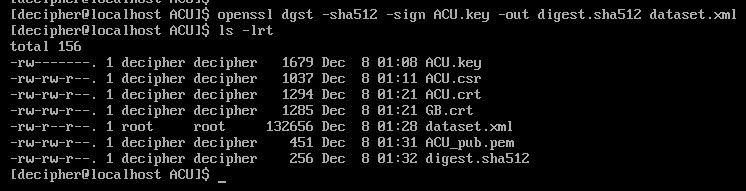 [decipher@localhost ACU]$ openssl dgst -sha512 -sign ACU.key -out digest.sha512 dataset.xml
[decipher@localhost ACU]$ ls -lrt
total 156
-rw-------. 1 decipher decipher   1679 Dec  8 01:08 ACU.key
-rw-rw-r--. 1 decipher decipher   1037 Dec  8 01:11 ACU.csr
-rw-rw-r--. 1 decipher decipher   1294 Dec  8 01:21 ACU.crt
-rw-rw-r--. 1 decipher decipher   1285 Dec  8 01:21 GB.crt
-rw-r--r--. 1 root     root     132656 Dec  8 01:28 dataset.xml
-rw-rw-r--. 1 decipher decipher    451 Dec  8 01:31 ACU_pub.pem
-rw-rw-r--. 1 decipher decipher    256 Dec  8 01:32 digest.sha512
[decipher@localhost ACU]$ _